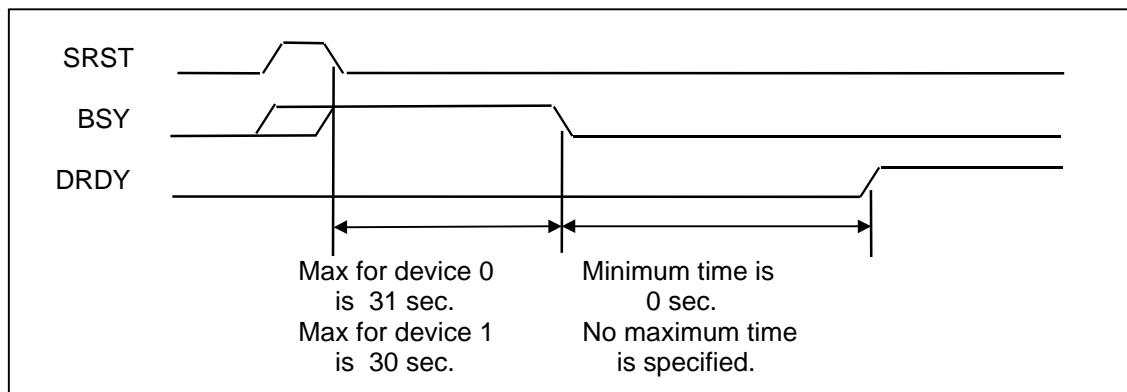 SRST
BSY
DRDY
Max for device 0
is 31 sec.
Max for device 1
is 30 sec.
Minimum time is
0 sec.
No maximum time
is specified.